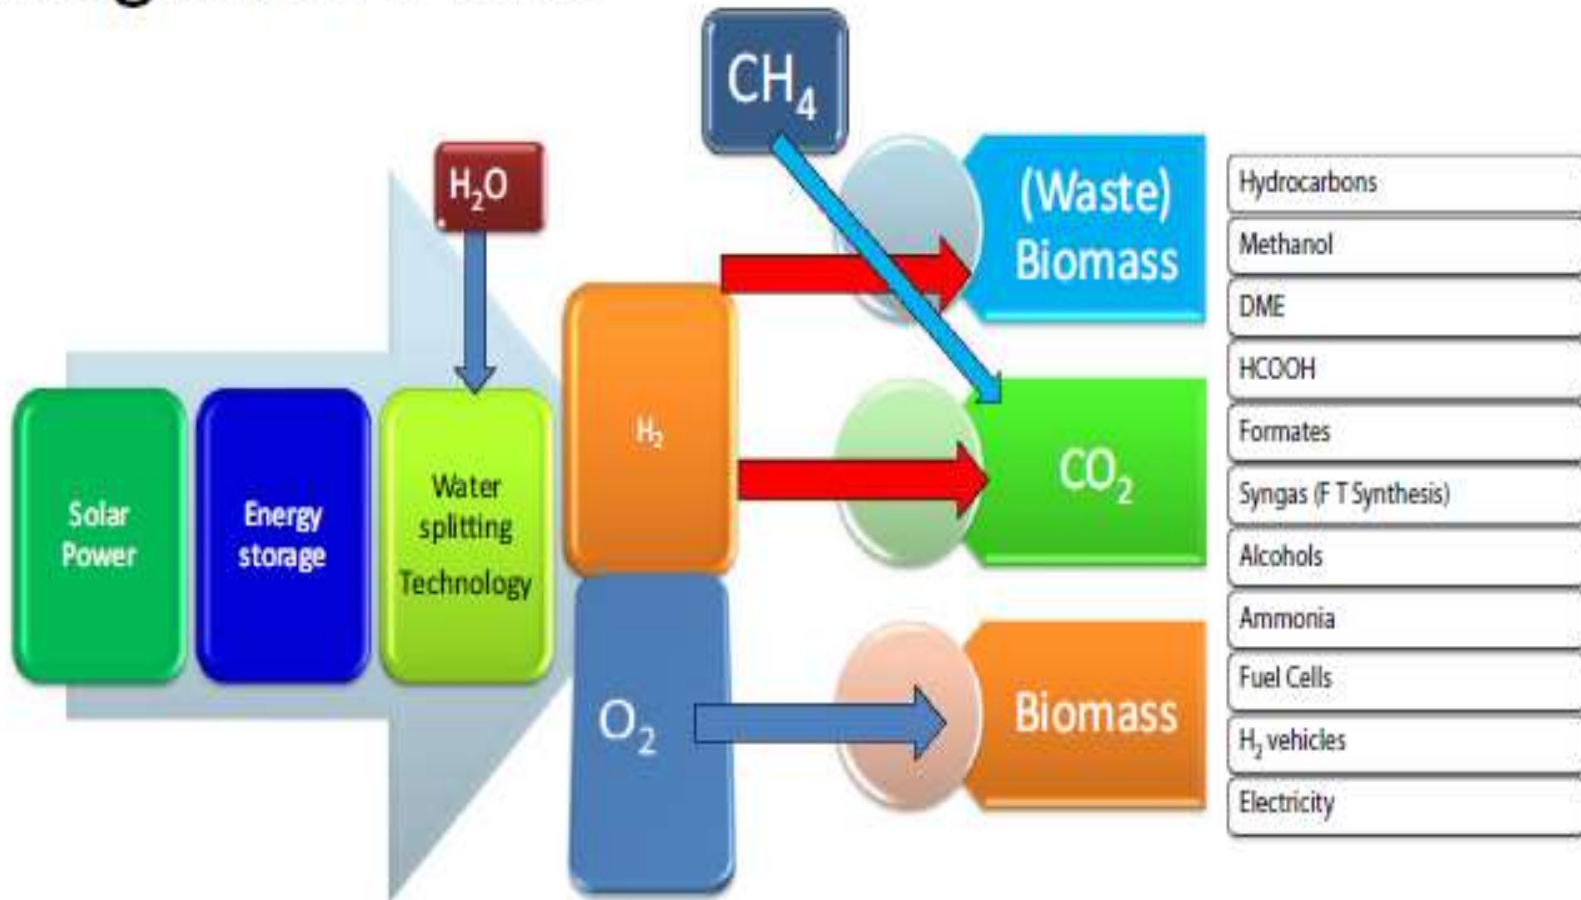 CH₄
H₂O
(Waste)
Biomass
H₂
CO₂
Solar
Power
Energy
storage
Water
splitting
Technology
O₂
Biomass
Hydrocarbons
Methanol
DME
HCOOH
Formates
Syngas (F T Synthesis)
Alcohols
Ammonia
Fuel Cells
H₂ vehicles
Electricity